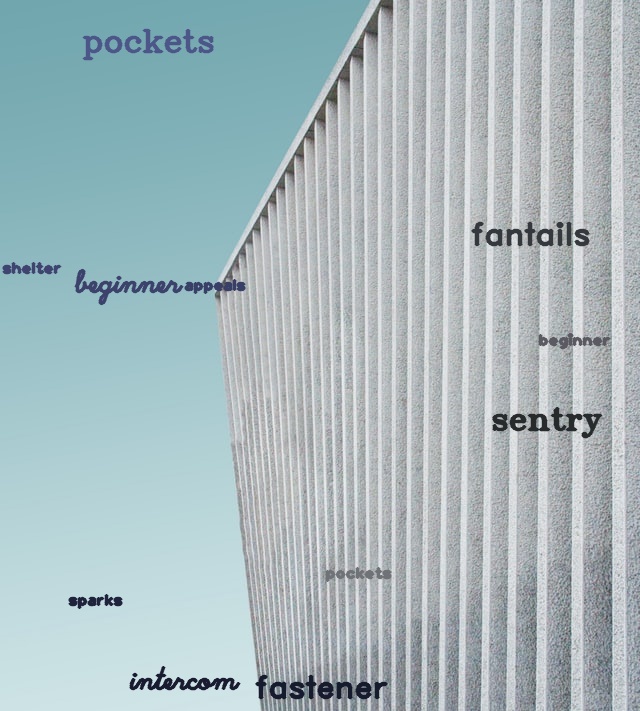 pockets
fantails
shelter
beginner appeals
beginner
sentry
pockets
sparks
intercom fastener